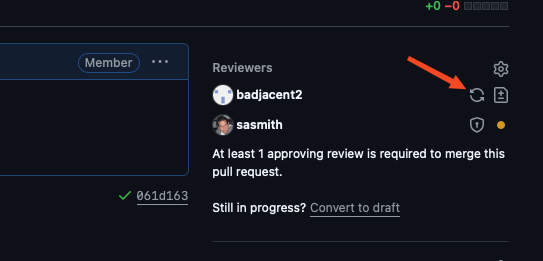 +0 −0
Member
Reviewers
badjacent2
sasmith
At least 1 approving review is required to merge this
pull request.
061d163
Still in progress? Convert to draft